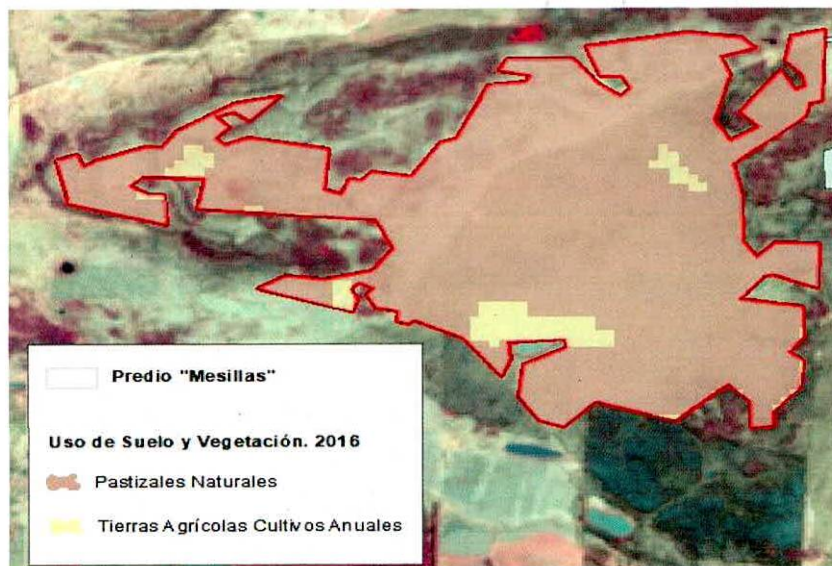 Predio "Mesillas"
Uso de Suelo y Vegetación. 2016
Pastizales Naturales
Tierras Agrícolas Cultivos Anuales